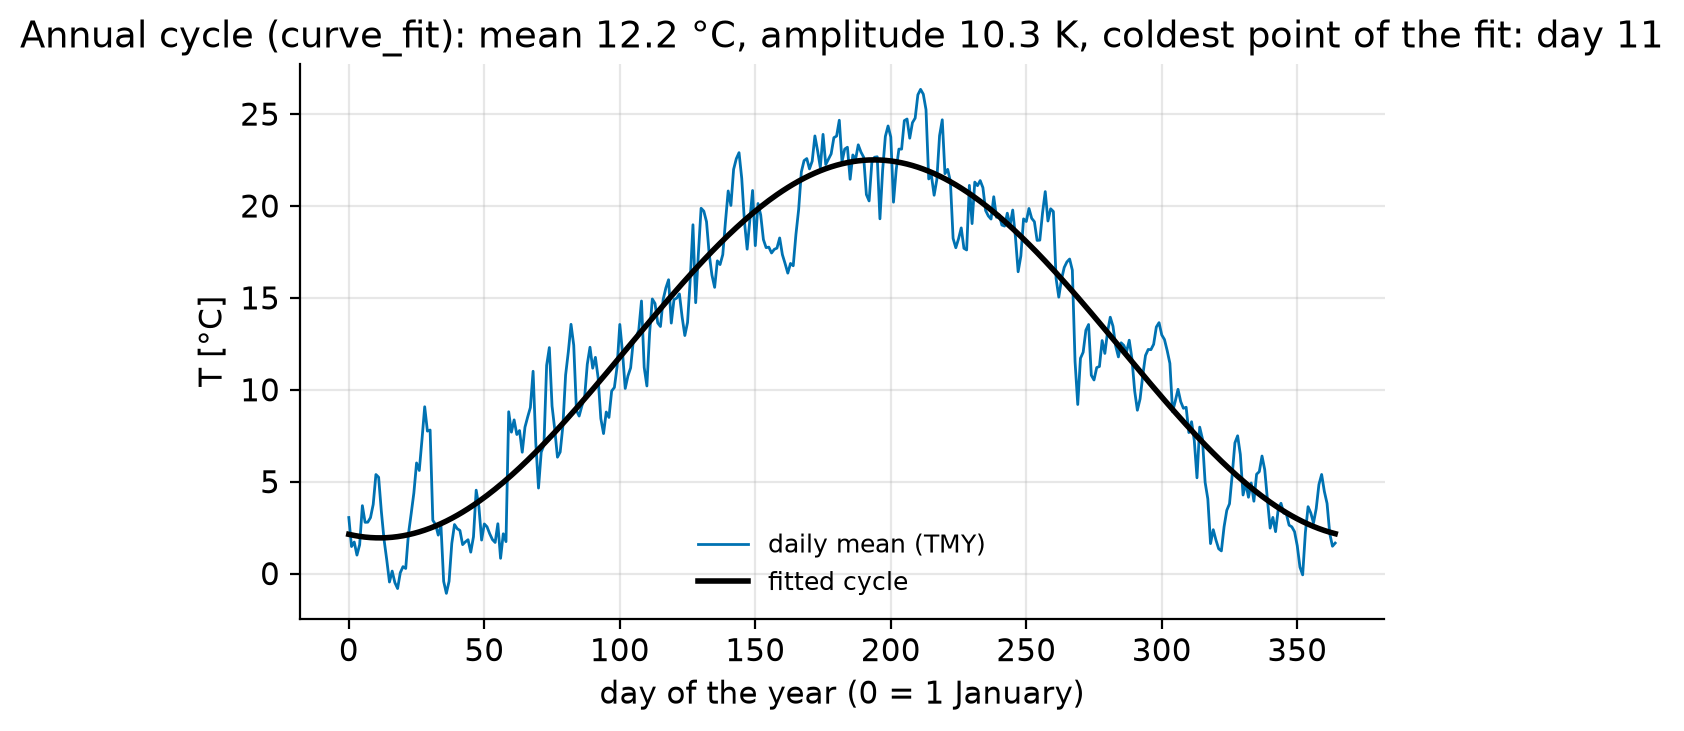 Annual cycle (curve_fit): mean 12.2 °C, amplitude 10.3 K, coldest point of the fit: day 11
25
20
15
10
5
0
T [°C]
daily mean (TMY)
fitted cycle
0 50 100 150 200 250 300 350
day of the year (0 = 1 January)